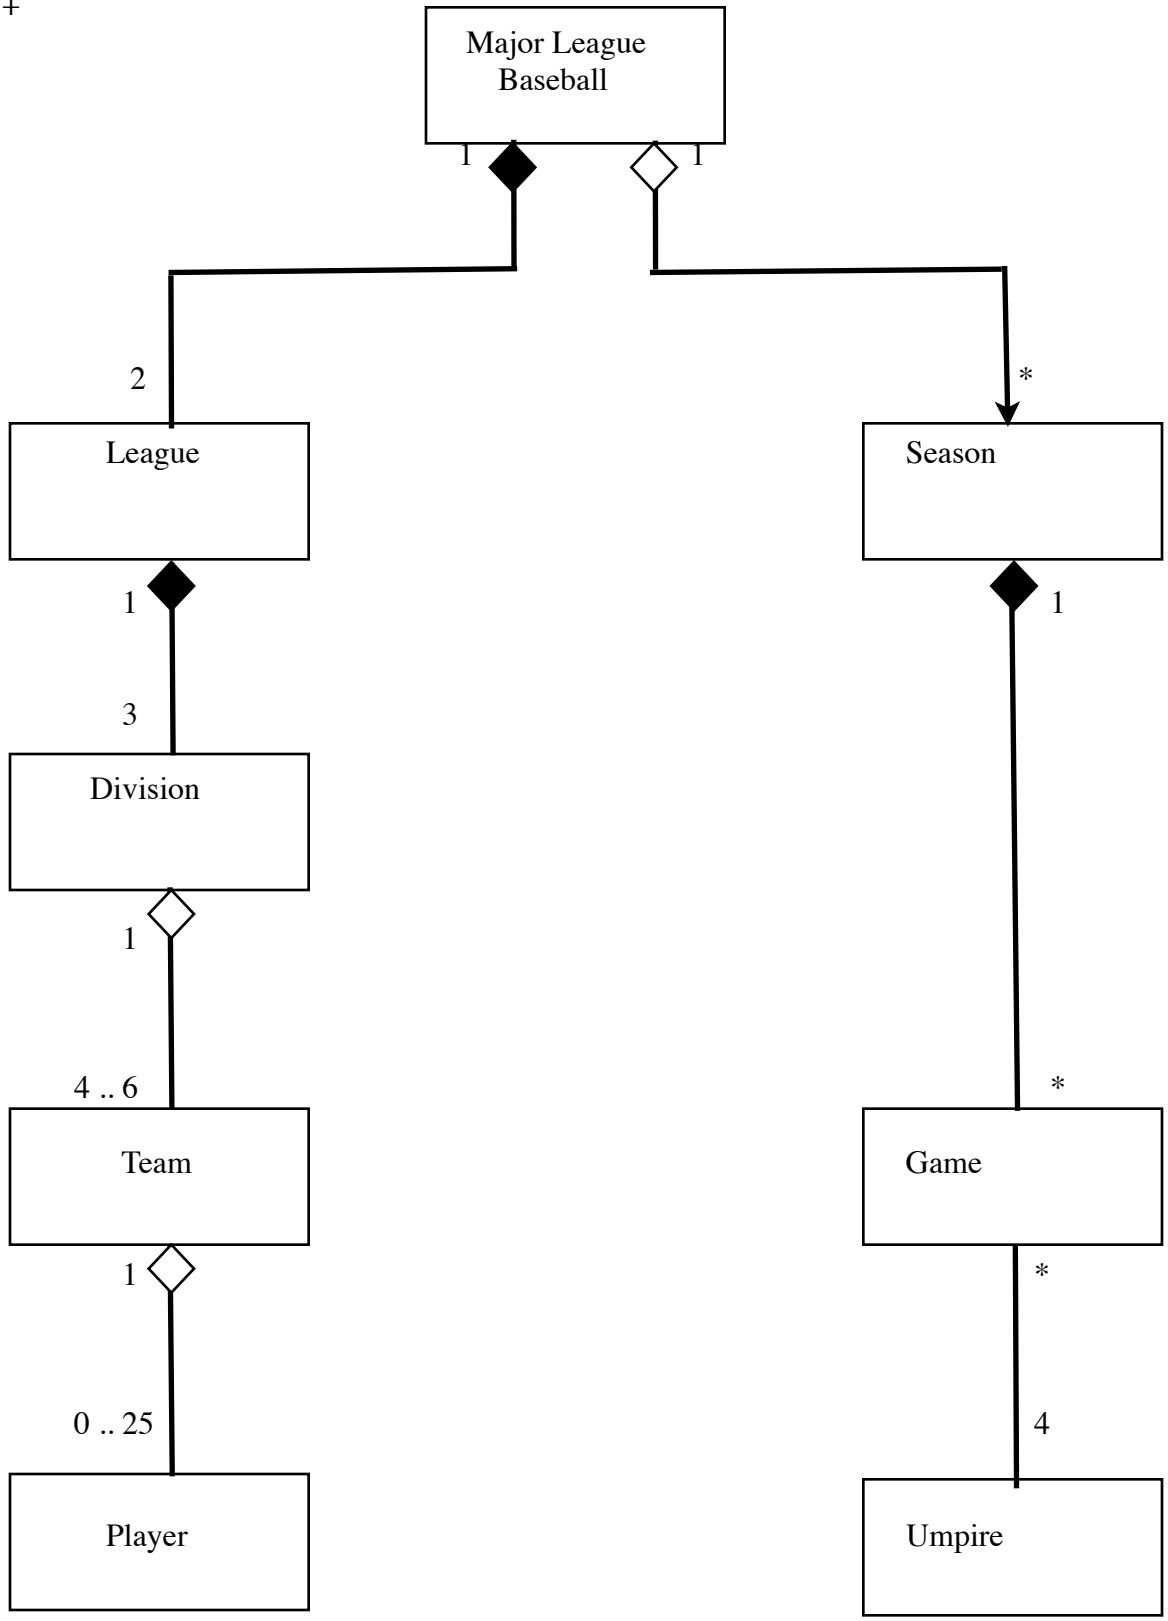 +
Major League
Baseball
1
1
2
*
League
Season
1
1
3
Division
1
4 .. 6
*
Team
Game
1
*
0 .. 25
4
Player
Umpire